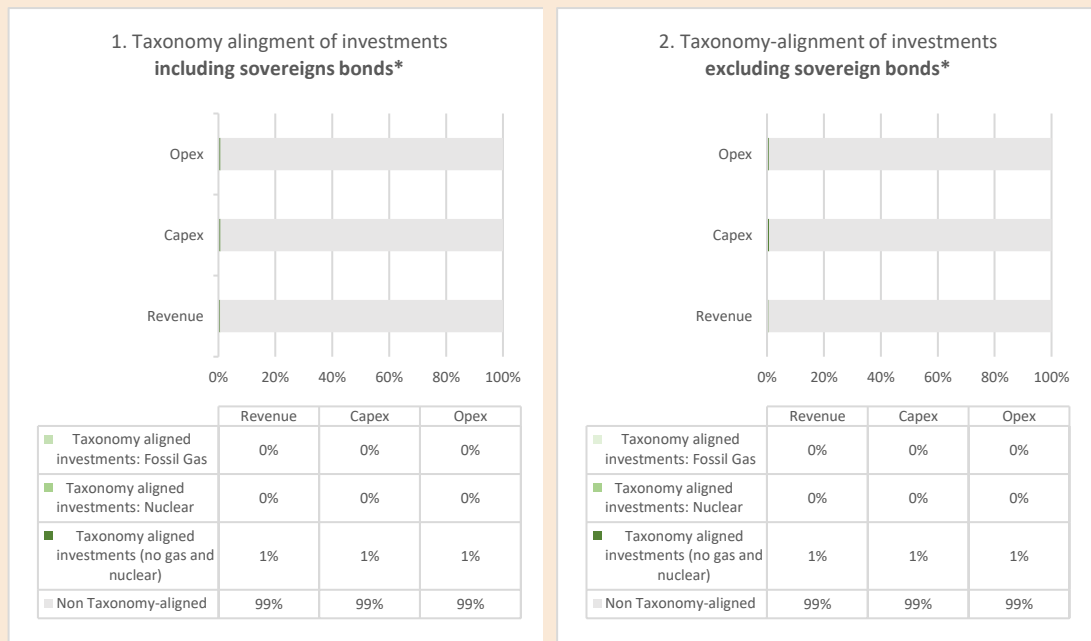 1. Taxonomy alingment of investments
including sovereigns bonds*
Opex
Capex
Revenue
0% 20% 40% 60% 80% 100%
Revenue Capex Opex
Taxonomy aligned
investments: Fossil Gas 0% 0% 0%
Taxonomy aligned
investments: Nuclear 0% 0% 0%
Taxonomy aligned
investments (no gas and 1% 1% 1%
nuclear)
Non Taxonomy-aligned 99% 99% 99%
2. Taxonomy-alignment of investments
excluding sovereign bonds*
Opex
Capex
Revenue
0% 20% 40% 60% 80% 100%
Revenue Capex Opex
Taxonomy aligned
investments: Fossil Gas 0% 0% 0%
Taxonomy aligned
investments: Nuclear 0% 0% 0%
Taxonomy aligned
investments (no gas and 1% 1% 1%
nuclear)
Non Taxonomy-aligned 99% 99% 99%